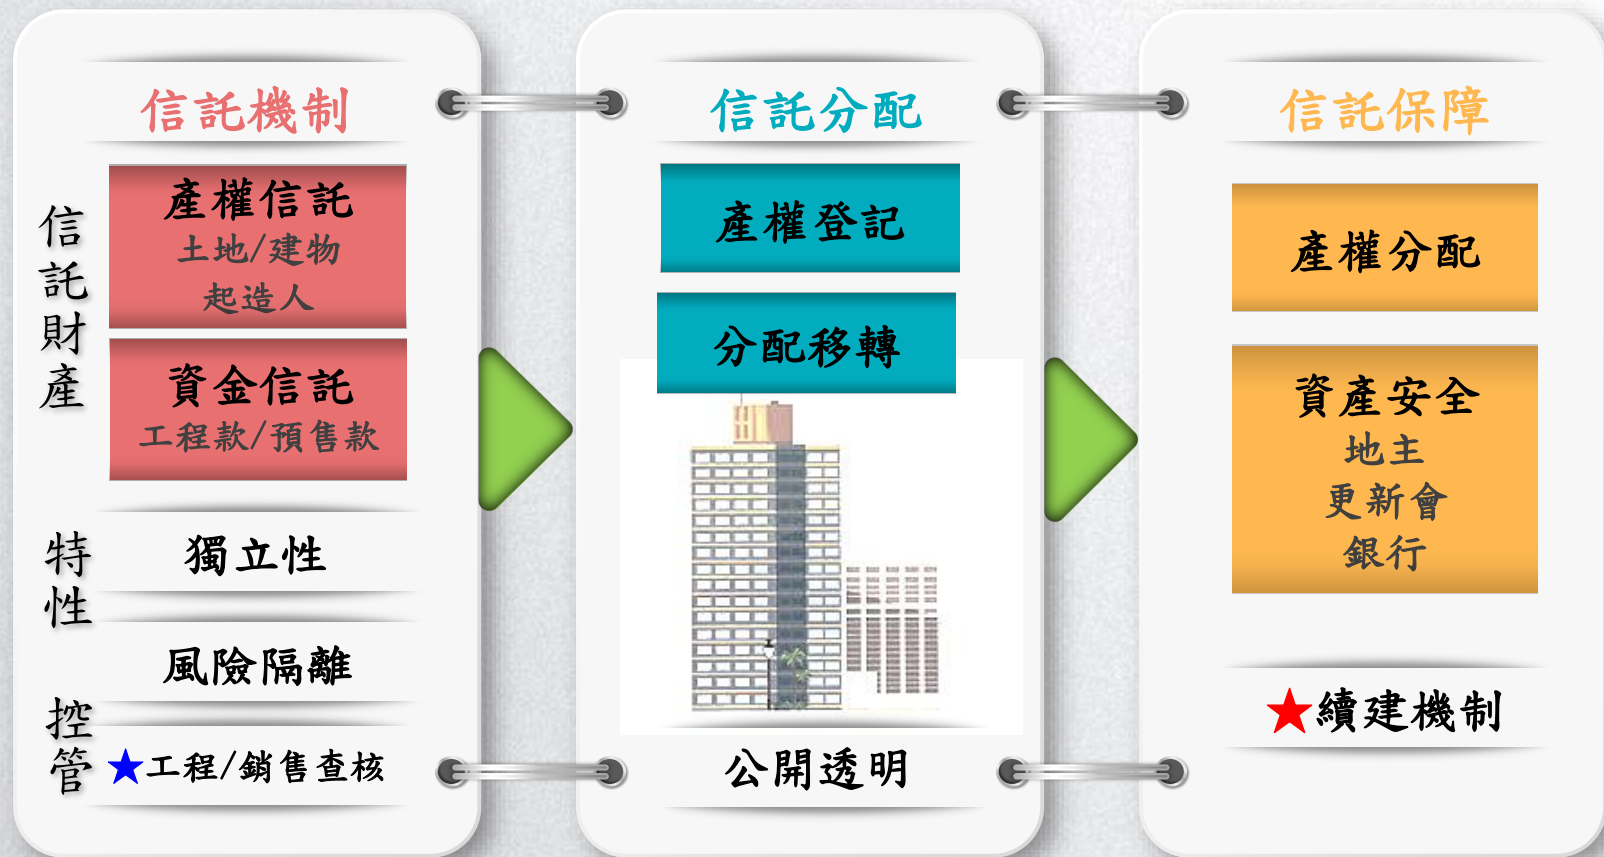 信託機制
信託財產
產權信託
土地/建物
起造人
資金信託
工程款/預售款
特性
獨立性
風險隔離
控管
★工程/銷售查核
信託分配
產權登記
分配移轉
公開透明
信託保障
產權分配
資產安全
地主
更新會
銀行
★續建機制